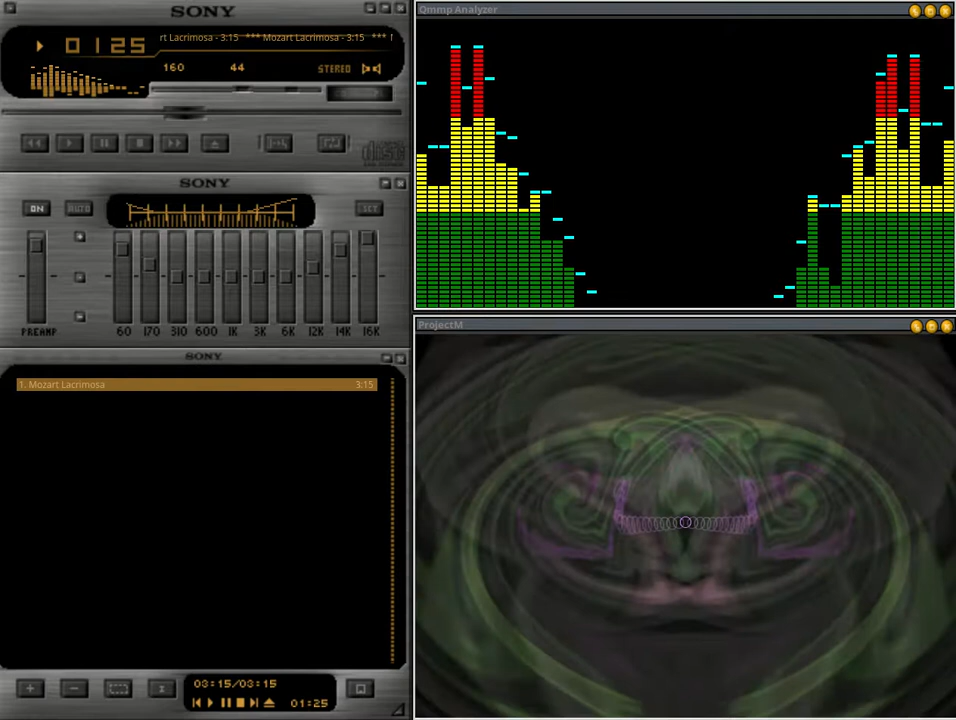 SONY
01:25
rt Lacrimosa - 3:15 *** Mozart Lacrimosa - 3:15 ***
160 44 STEREO
SONY
ON AUTO
PREAMP 60 170 310 600 1K 3K 6K 12K 14K 16K
SONY
1. Mozart Lacrimosa 3:15
03:15/03:15
01:25
Qmmp Analyzer
ProjectM